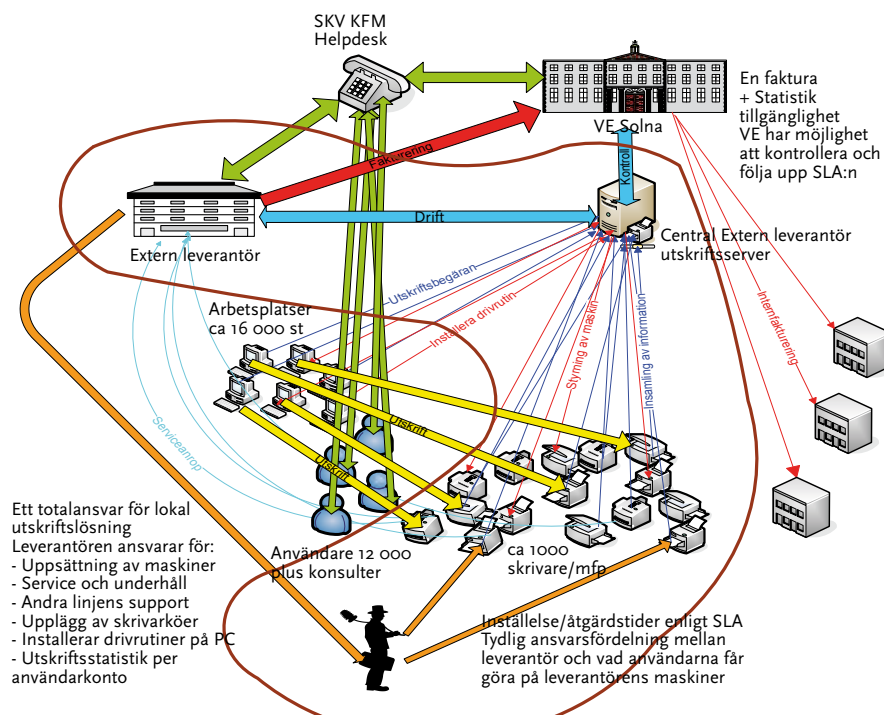 SKV KFM
Helpdesk
VE Solna
En faktura
+ Statistik
tillgänglighet
VE har möjlighet
att kontrollera och
följa upp SLA:n
Fakturering
Kontroll
Drift
Extern leverantör
Central Extern leverantör
utskriftsserver
Utskriftsbegäran
Arbetsplatser
ca 16 000 st
Installera drivrutin
Styrning av maskin
Insamling av information
Internfakturering
Serviceanrop
Utskrift
Utskrift
Ett totalansvar för lokal
utskriftslösning
Leverantören ansvarar för:
- Uppsättning av maskiner
- Service och underhåll
- Andra linjens support
- Upplägg av skrivarköer
- Installerar drivrutiner på PC
- Utskriftsstatistik per
användarkonto
Användare 12 000
plus konsulter
ca 1000
skrivare/mfp
Inställelse/åtgärdstider enligt SLA
Tydlig ansvarsfördelning mellan
leverantör och vad användarna får
göra på leverantörens maskiner